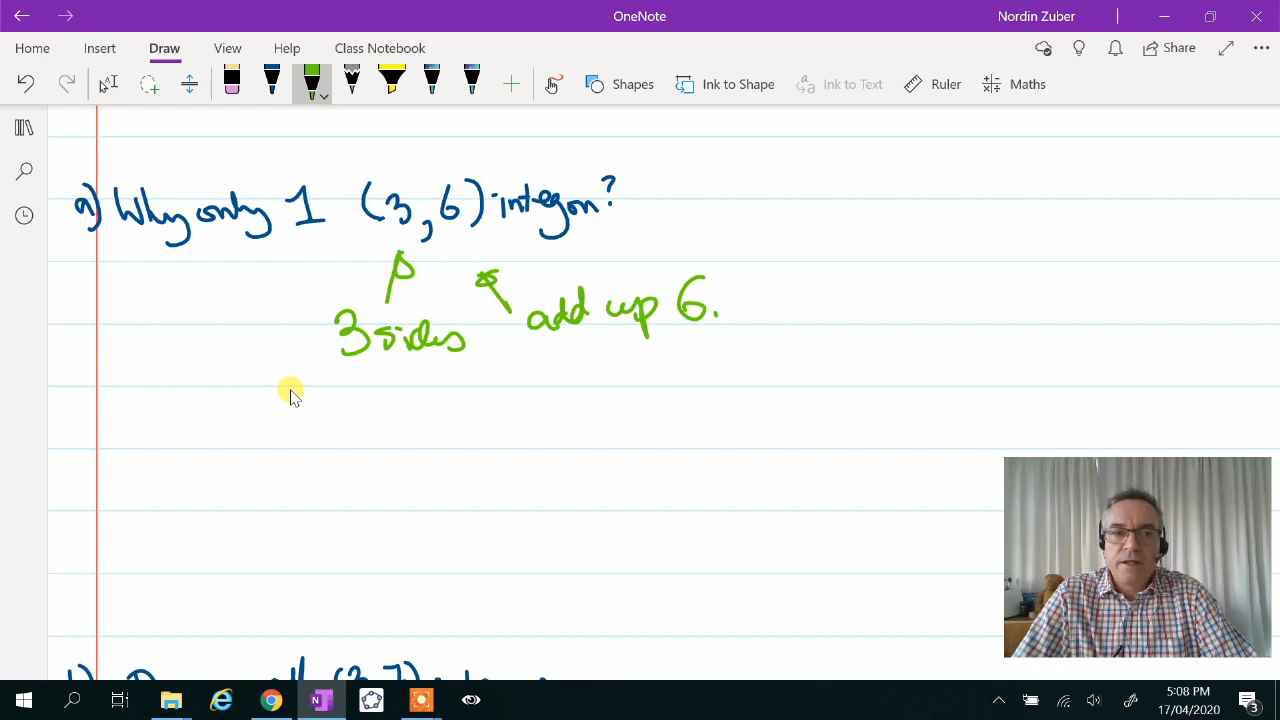 OneNote
Nordin Zuber
Home Insert Draw View Help Class Notebook
Share
Shapes Ink to Shape Ink to Text Ruler Maths
a) Why only 1 (3,6) integon?
3 sides
add up 6.
5:08 PM
17/04/2020
3